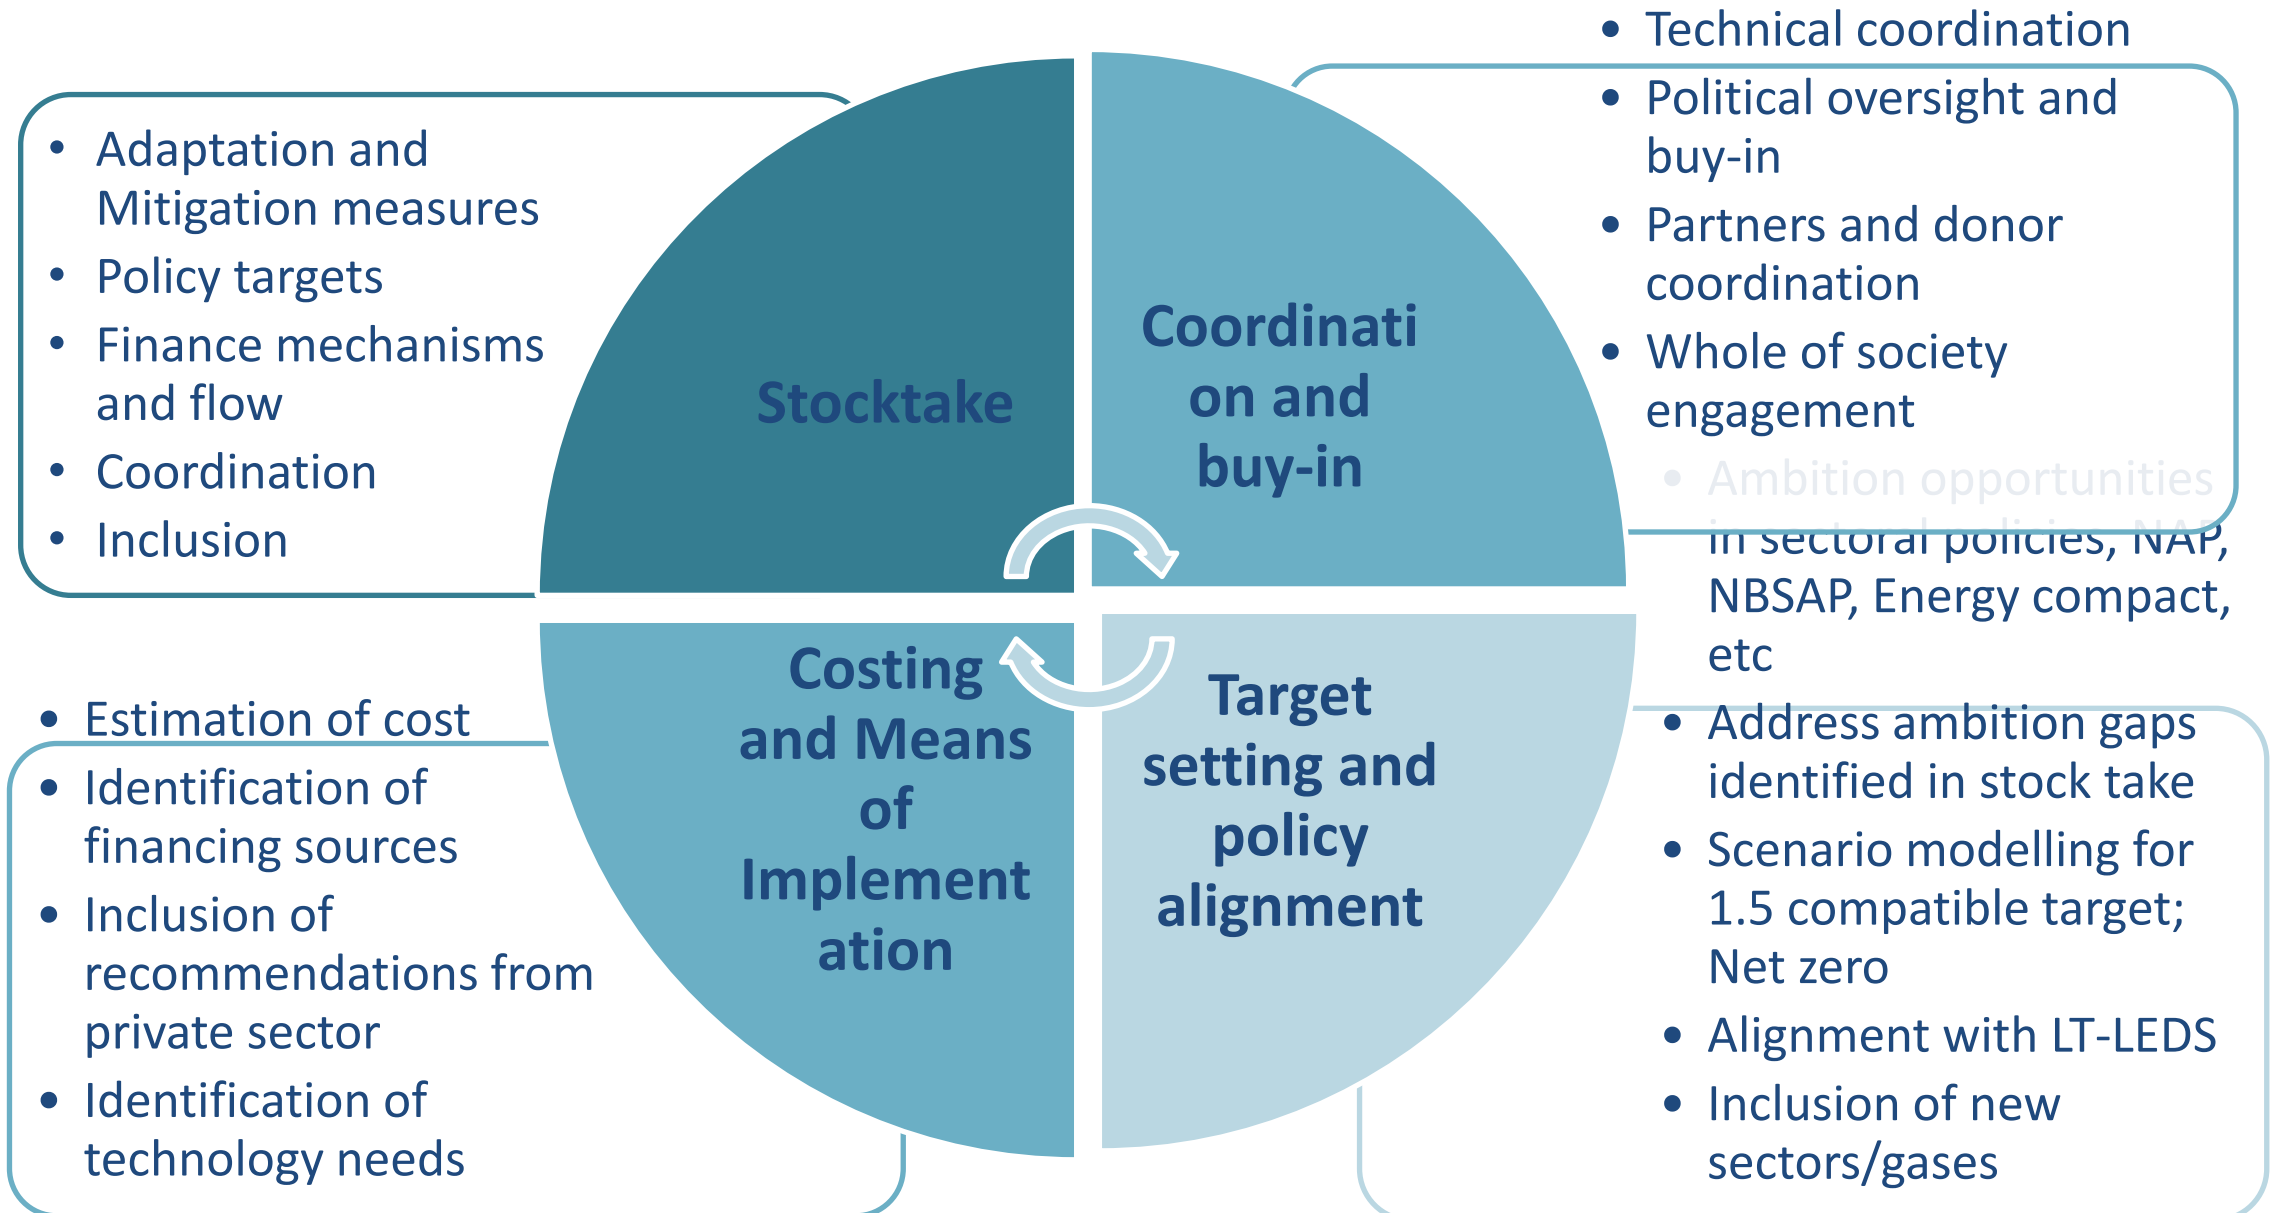 • Adaptation and
Mitigation measures
• Policy targets
• Finance mechanisms
and flow
• Coordination
• Inclusion
Stocktake
Coordinati
on and
buy-in
• Technical coordination
• Political oversight and
buy-in
• Partners and donor
coordination
• Whole of society
engagement
• Ambition opportunities
in sectoral policies, NAP,
NBSAP, Energy compact,
etc
• Address ambition gaps
identified in stock take
• Scenario modelling for
1.5 compatible target;
Net zero
• Alignment with LT-LEDS
• Inclusion of new
sectors/gases
Target
setting and
policy
alignment
Costing
and Means
of
Implement
ation
• Estimation of cost
• Identification of
financing sources
• Inclusion of
recommendations from
private sector
• Identification of
technology needs